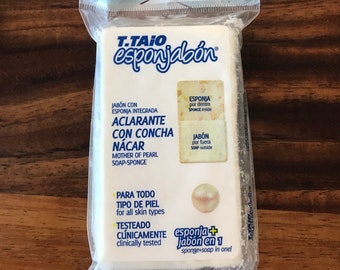 T.TAiO
esponjabón®
JABÓN CON
ESPONJA INTEGRADA
ACLARANTE
CON CONCHA
NÁCAR
MOTHER OF PEARL
SOAP-SPONGE
ESPONJA
por dentro
SPONGE inside
JABÓN
por fuera
SOAP outside
PARA TODO
TIPO DE PIEL
for all skin types
TESTEADO
CLÍNICAMENTE
clinically tested
esponja+
jabón en 1
sponge+soap in one!